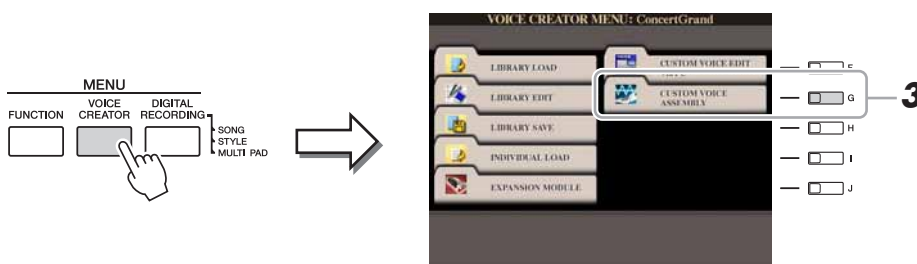 MENU
FUNCTION
VOICE
CREATOR
DIGITAL
RECORDING
SONG
STYLE
MULTI PAD
VOICE CREATOR MENU: ConcertGrand
LIBRARY LOAD
LIBRARY EDIT
LIBRARY SAVE
INDIVIDUAL LOAD
EXPANSION MODULE
CUSTOM VOICE EDIT
CUSTOM VOICE
ASSEMBLY
F
G
H
I
J
3